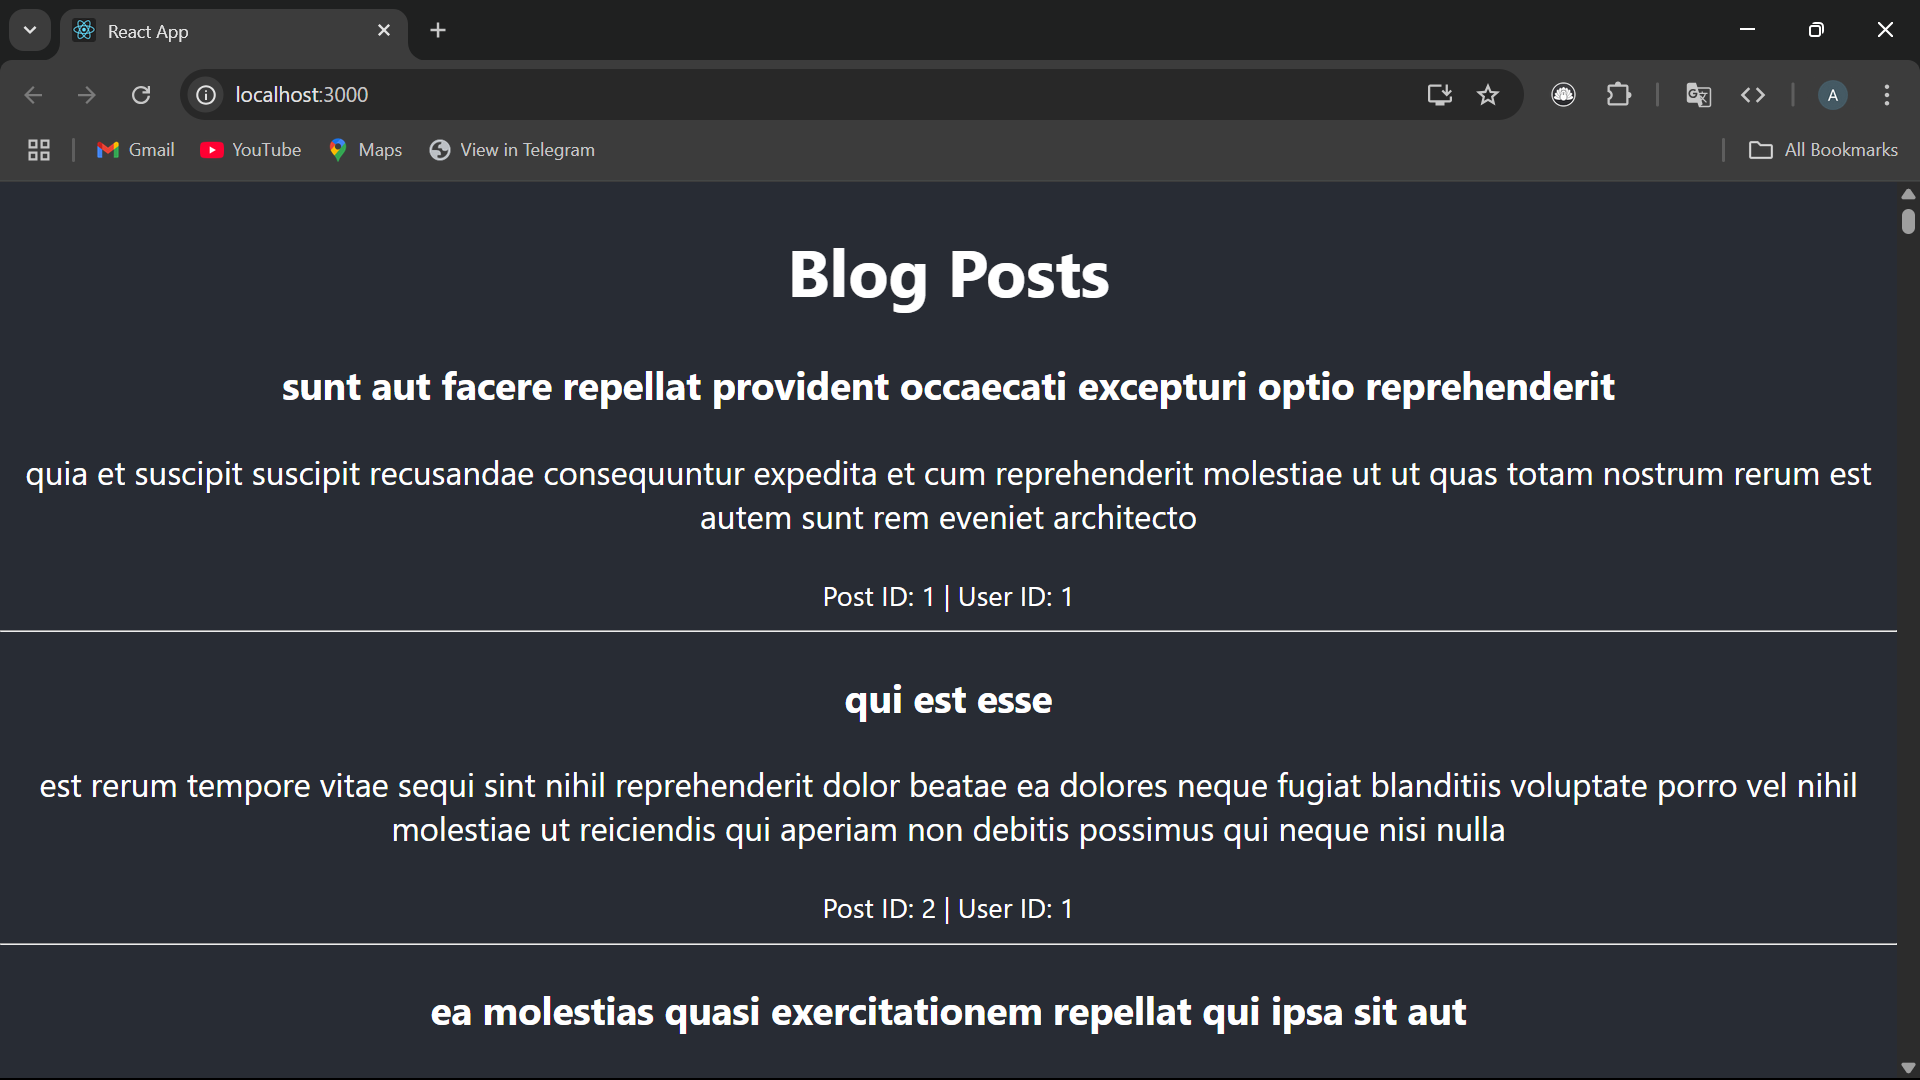 React App
localhost:3000
A
Gmail
YouTube
Maps
View in Telegram
All Bookmarks
Blog Posts
sunt aut facere repellat provident occaecati excepturi optio reprehenderit
quia et suscipit suscipit recusandae consequuntur expedita et cum reprehenderit molestiae ut ut quas totam nostrum rerum est
autem sunt rem eveniet architecto
Post ID: 1 | User ID: 1
qui est esse
est rerum tempore vitae sequi sint nihil reprehenderit dolor beatae ea dolores neque fugiat blanditiis voluptate porro vel nihil
molestiae ut reiciendis qui aperiam non debitis possimus qui neque nisi nulla
Post ID: 2 | User ID: 1
ea molestias quasi exercitationem repellat qui ipsa sit aut